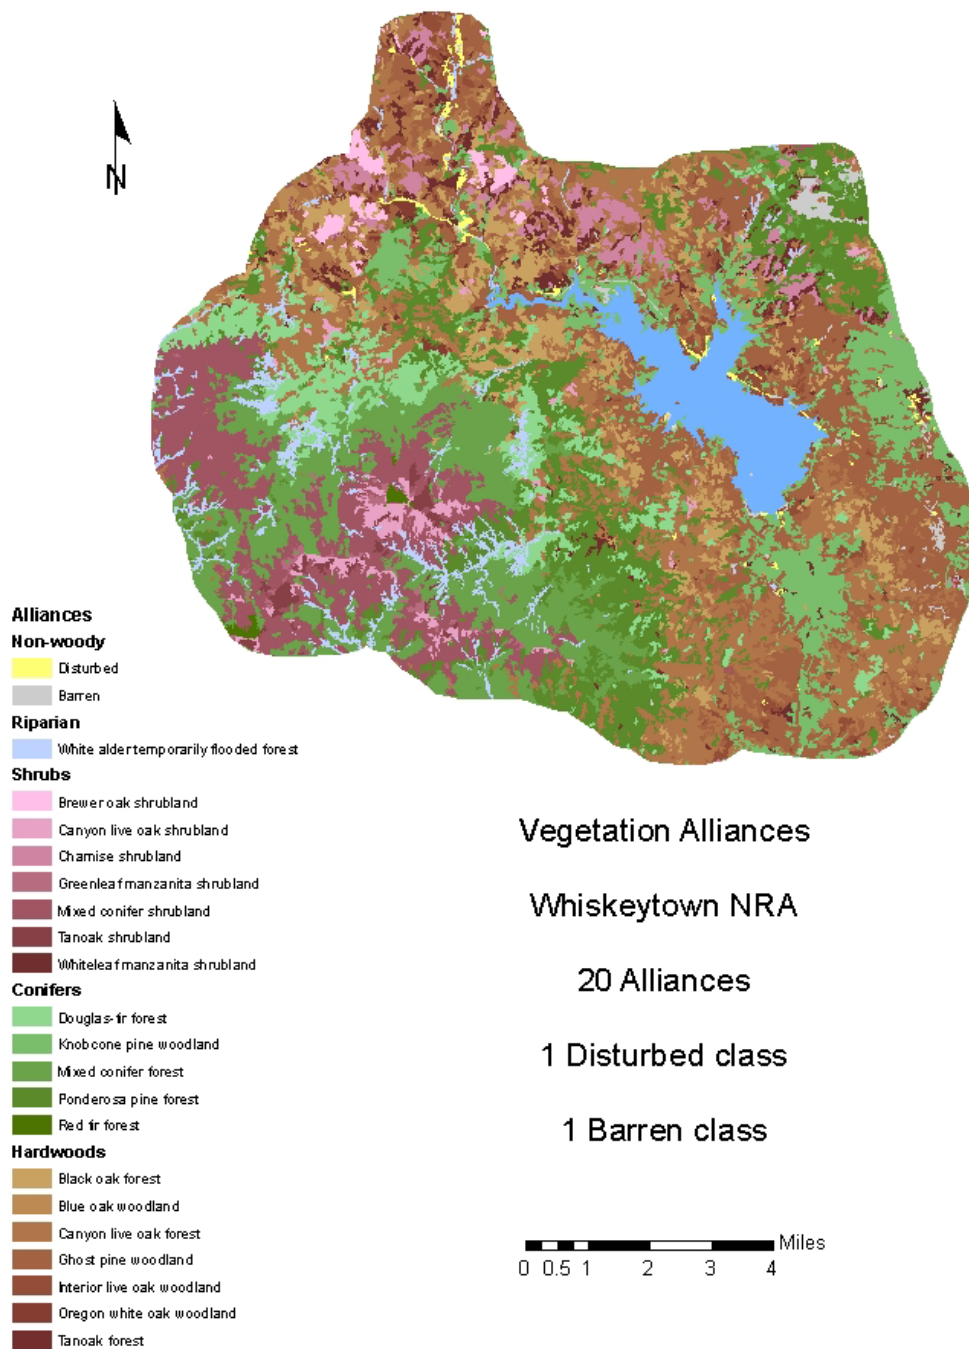 N
Alliances
Non-woody
Disturbed
Barren
Riparian
White alder temporarily flooded forest
Shrubs
Brewer oak shrubland
Canyon live oak shrubland
Chamise shrubland
Greenleaf manzanita shrubland
Mixed conifer shrubland
Tanoak shrubland
Whiteleaf manzanita shrubland
Conifers
Douglas-fir forest
Knobcone pine woodland
Mixed conifer forest
Ponderosa pine forest
Red fir forest
Hardwoods
Black oak forest
Blue oak woodland
Canyon live oak forest
Ghost pine woodland
Interior live oak woodland
Oregon white oak woodland
Tanoak forest
Vegetation Alliances
Whiskeytown NRA
20 Alliances
1 Disturbed class
1 Barren class
Miles
0 0.5 1 2 3 4